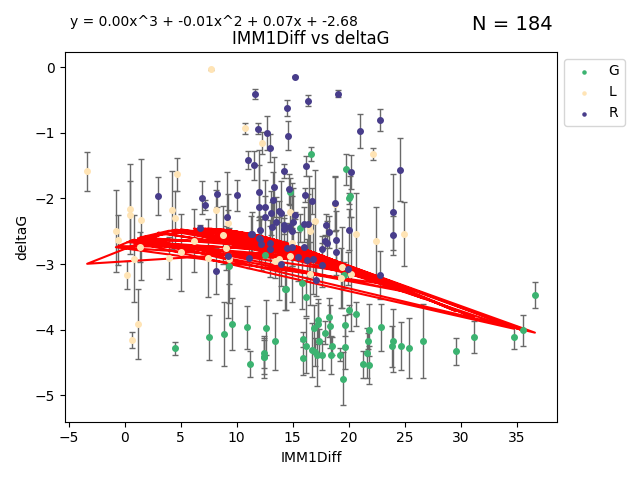 y = 0.00x^3 + -0.01x^2 + 0.07x + -2.68
N = 184
IMM1Diff vs deltaG
G
L
R
0
−1
−2
−3
−4
−5
deltaG
−5 0 5 10 15 20 25 30 35
IMM1Diff